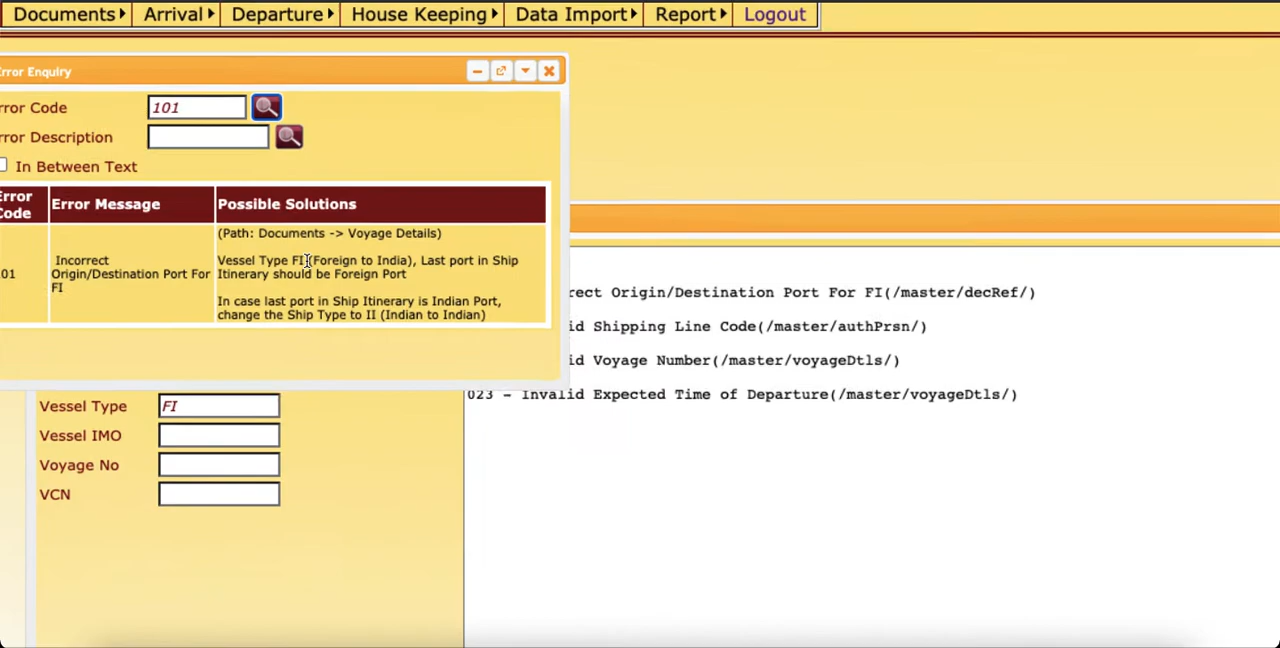 Documents Arrival Departure House Keeping Data Import Report Logout
rror Enquiry
rror Code 101
rror Description
In Between Text
Error Code Error Message Possible Solutions
(Path: Documents -> Voyage Details)
01 Incorrect Origin/Destination Port For FI
Vessel Type FI (Foreign to India), Last port in Ship
Itinerary should be Foreign Port
In case last port in Ship Itinerary is Indian Port,
change the Ship Type to II (Indian to Indian)
rect Origin/Destination Port For FI(/master/decRef/)
id Shipping Line Code(/master/authPrsn/)
id Voyage Number(/master/voyageDtls/)
023 - Invalid Expected Time of Departure(/master/voyageDtls/)
Vessel Type FI
Vessel IMO
Voyage No
VCN